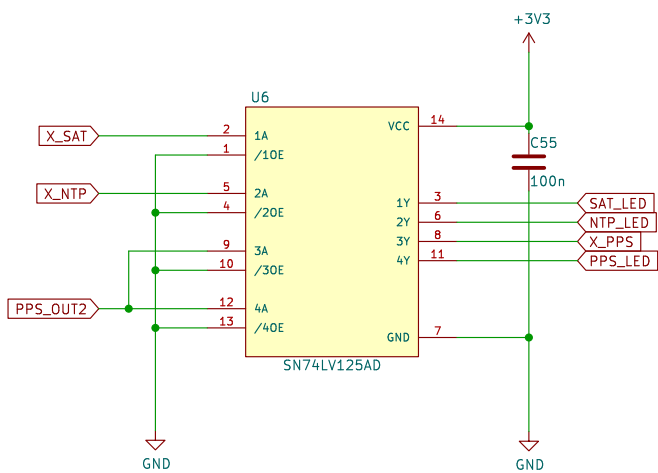 +3V3
U6
X_SAT
2
1A
VCC
14
1
/1OE
C55
X_NTP
5
2A
100n
4
/2OE
1Y
3
SAT_LED
2Y
6
NTP_LED
9
3A
3Y
8
X_PPS
10
/3OE
4Y
11
PPS_LED
PPS_OUT2
12
4A
13
/4OE
GND
7
SN74LV125AD
GND
GND